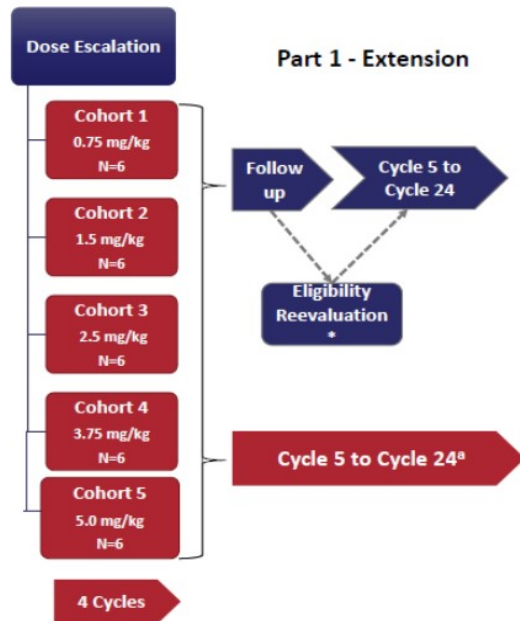 Dose Escalation
Part 1 - Extension
Cohort 1
0.75 mg/kg
N=6
Cohort 2
1.5 mg/kg
N=6
Cohort 3
2.5 mg/kg
N=6
Cohort 4
3.75 mg/kg
N=6
Cohort 5
5.0 mg/kg
N=6
4 Cycles
Follow
up
Cycle 5 to
Cycle 24
Eligibility
Reevaluation
*
Cycle 5 to Cycle 24ª